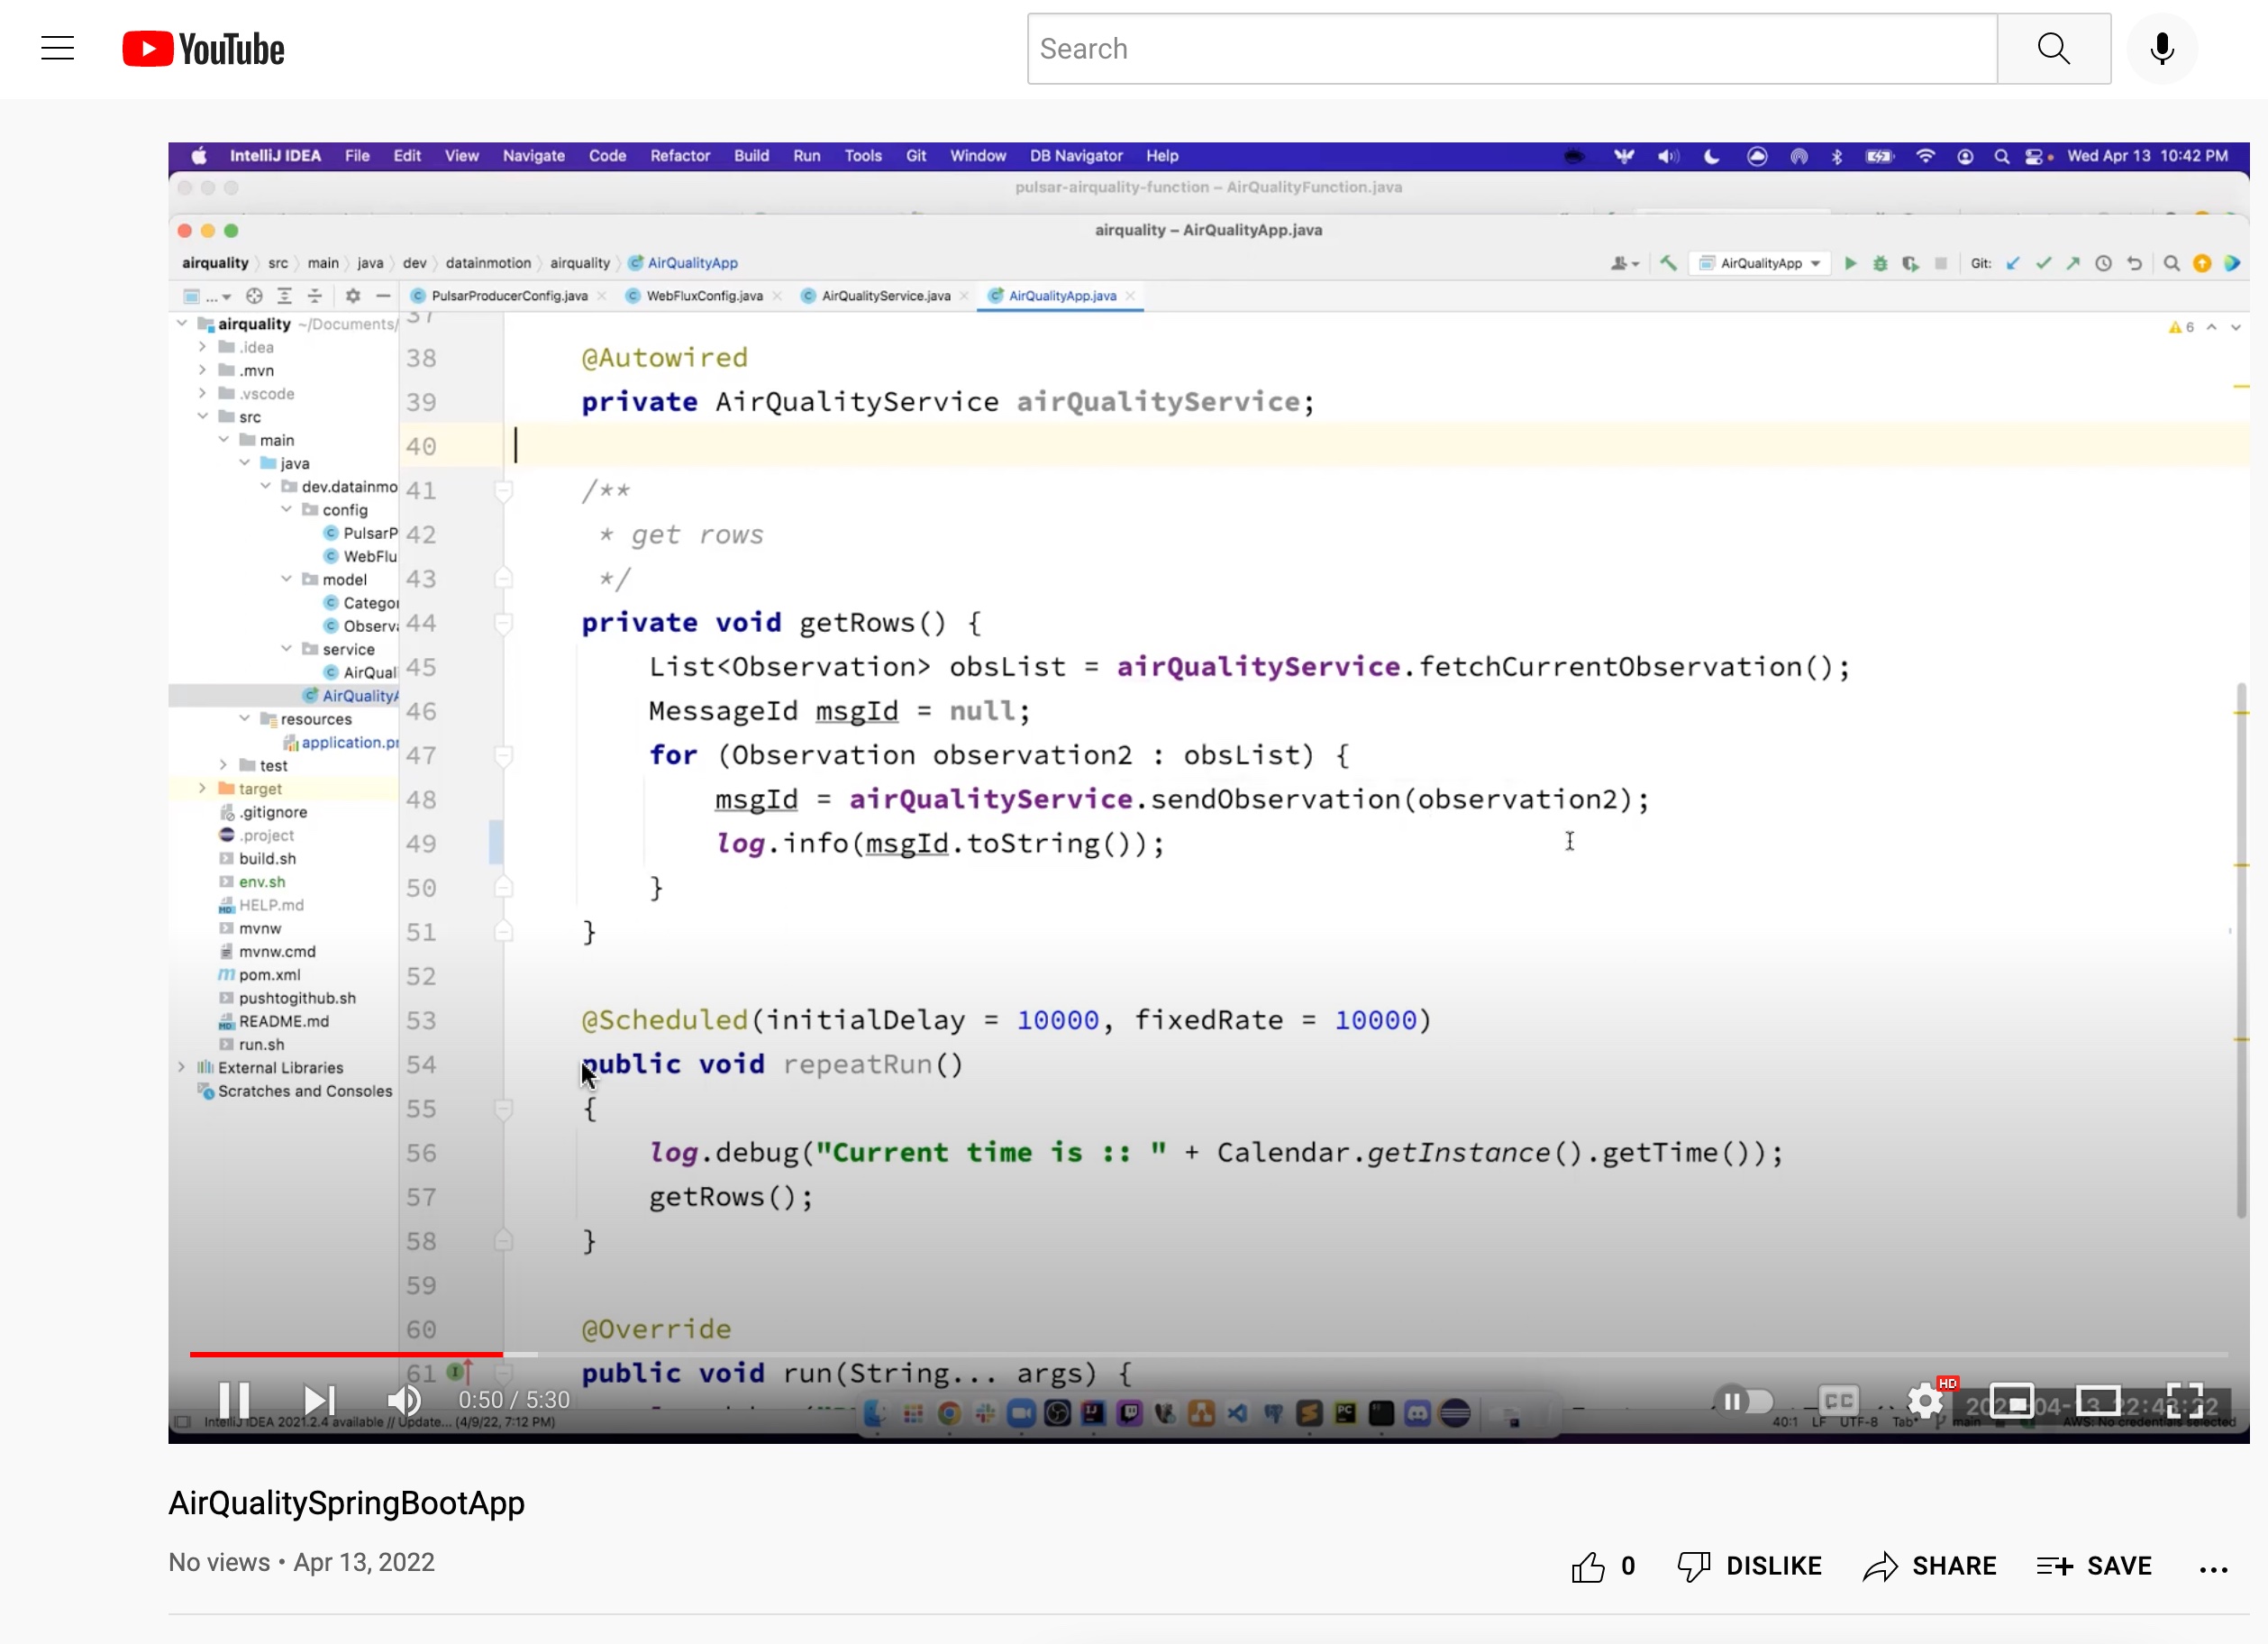 YouTube
Search
IntelliJ IDEA File Edit View Navigate Code Refactor Build Run Tools Git Window DB Navigator Help Wed Apr 13 10:42 PM
pulsar-airquality-function – AirQualityFunction.java
airquality – AirQualityApp.java
airquality src main java dev datainmotion airquality AirQualityApp AirQualityApp Git:
... PulsarProducerConfig.java WebFluxConfig.java AirQualityService.java AirQualityApp.java
airquality ~/Documents/
.idea
.mvn
.vscode
src
main
java
dev.datainmo
config
PulsarP
WebFlu
model
Catego
Observ
service
AirQual
AirQualityA
resources
application.pr
test
target
.gitignore
.project
build.sh
env.sh
HELP.md
mvnw
mvnw.cmd
pom.xml
pushtogithub.sh
README.md
run.sh
External Libraries
Scratches and Consoles
6
37
38 @Autowired
39 private AirQualityService airQualityService;
40
41 /**
42 * get rows
43 */
44 private void getRows() {
45 List<Observation> obsList = airQualityService.fetchCurrentObservation();
46 MessageId msgId = null;
47 for (Observation observation2 : obsList) {
48 msgId = airQualityService.sendObservation(observation2);
49 log.info(msgId.toString());
50 }
51 }
52
53 @Scheduled(initialDelay = 10000, fixedRate = 10000)
54 public void repeatRun()
55 {
56 log.debug("Current time is :: " + Calendar.getInstance().getTime());
57 getRows();
58 }
59
60 @Override
61 public void run(String... args) {
0:50 / 5:30
CC HD
IntelliJ IDEA 2021.2.4 available // Update... (4/9/22, 7:12 PM) 40:1 LF UTF-8 Tab* main AWS: No credentials selected
AirQualitySpringBootApp
No views • Apr 13, 2022
0 DISLIKE SHARE SAVE ...